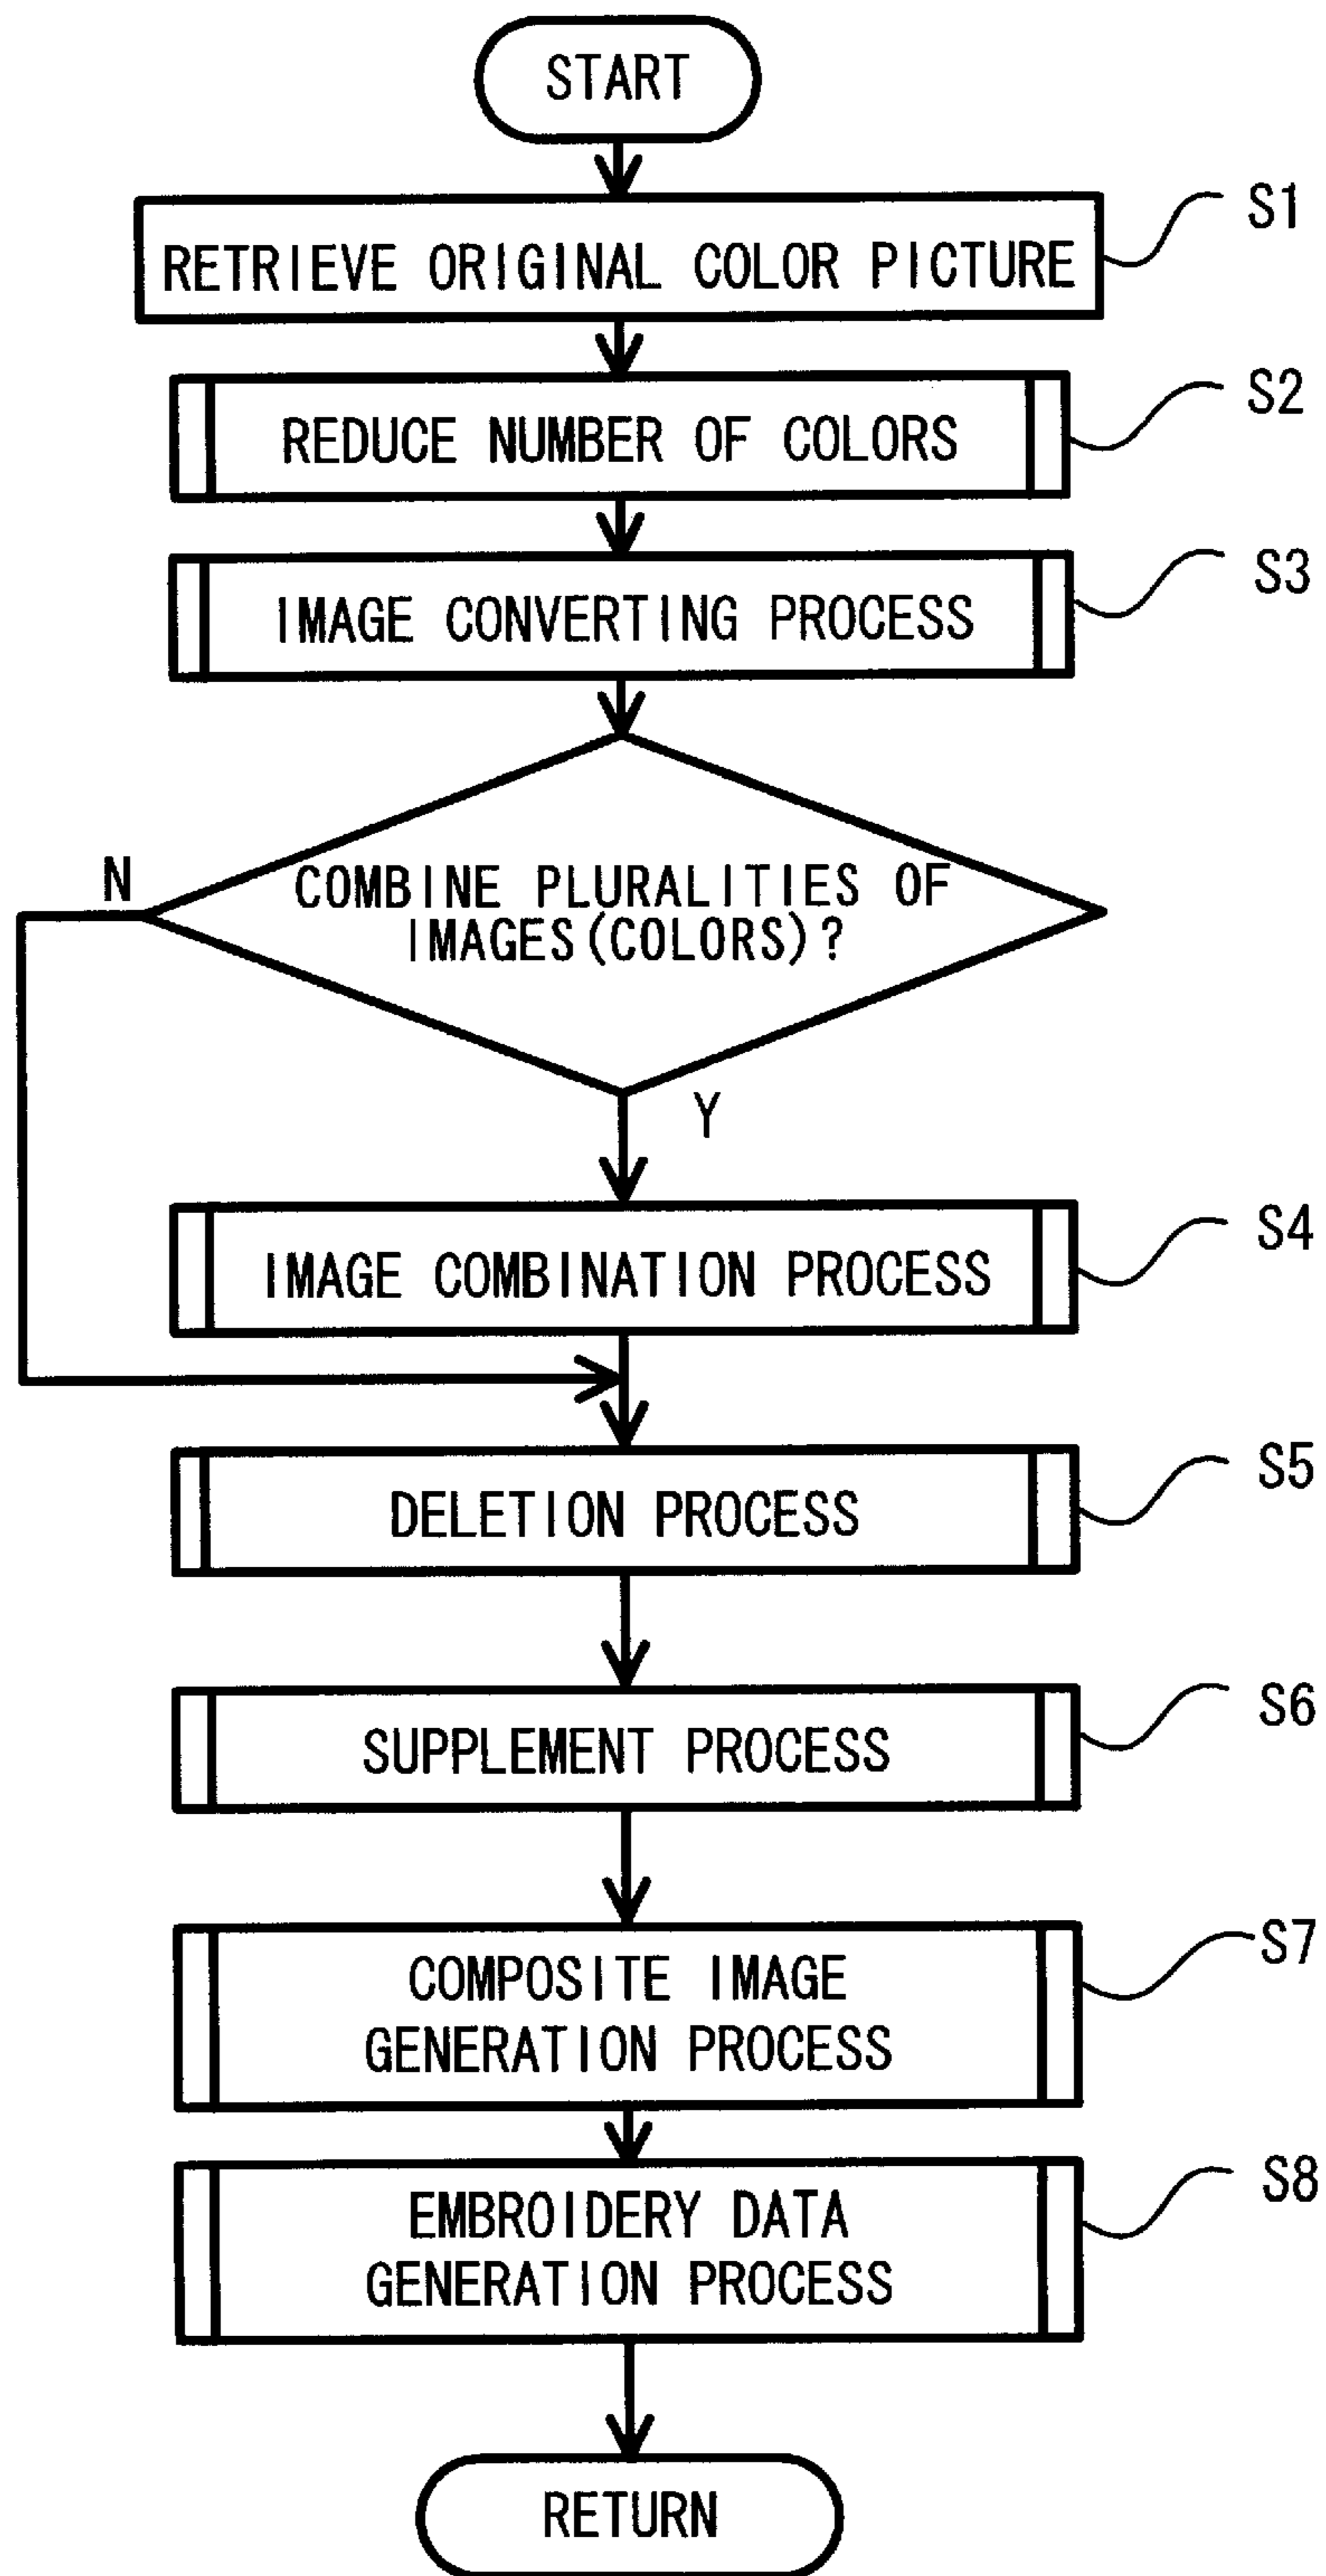 START
RETRIEVE ORIGINAL COLOR PICTURE
S1
REDUCE NUMBER OF COLORS
S2
IMAGE CONVERTING PROCESS
S3
N
COMBINE PLURALITIES OF
IMAGES(COLORS)?
Y
IMAGE COMBINATION PROCESS
S4
DELETION PROCESS
S5
SUPPLEMENT PROCESS
S6
COMPOSITE IMAGE
GENERATION PROCESS
S7
EMBROIDERY DATA
GENERATION PROCESS
S8
RETURN